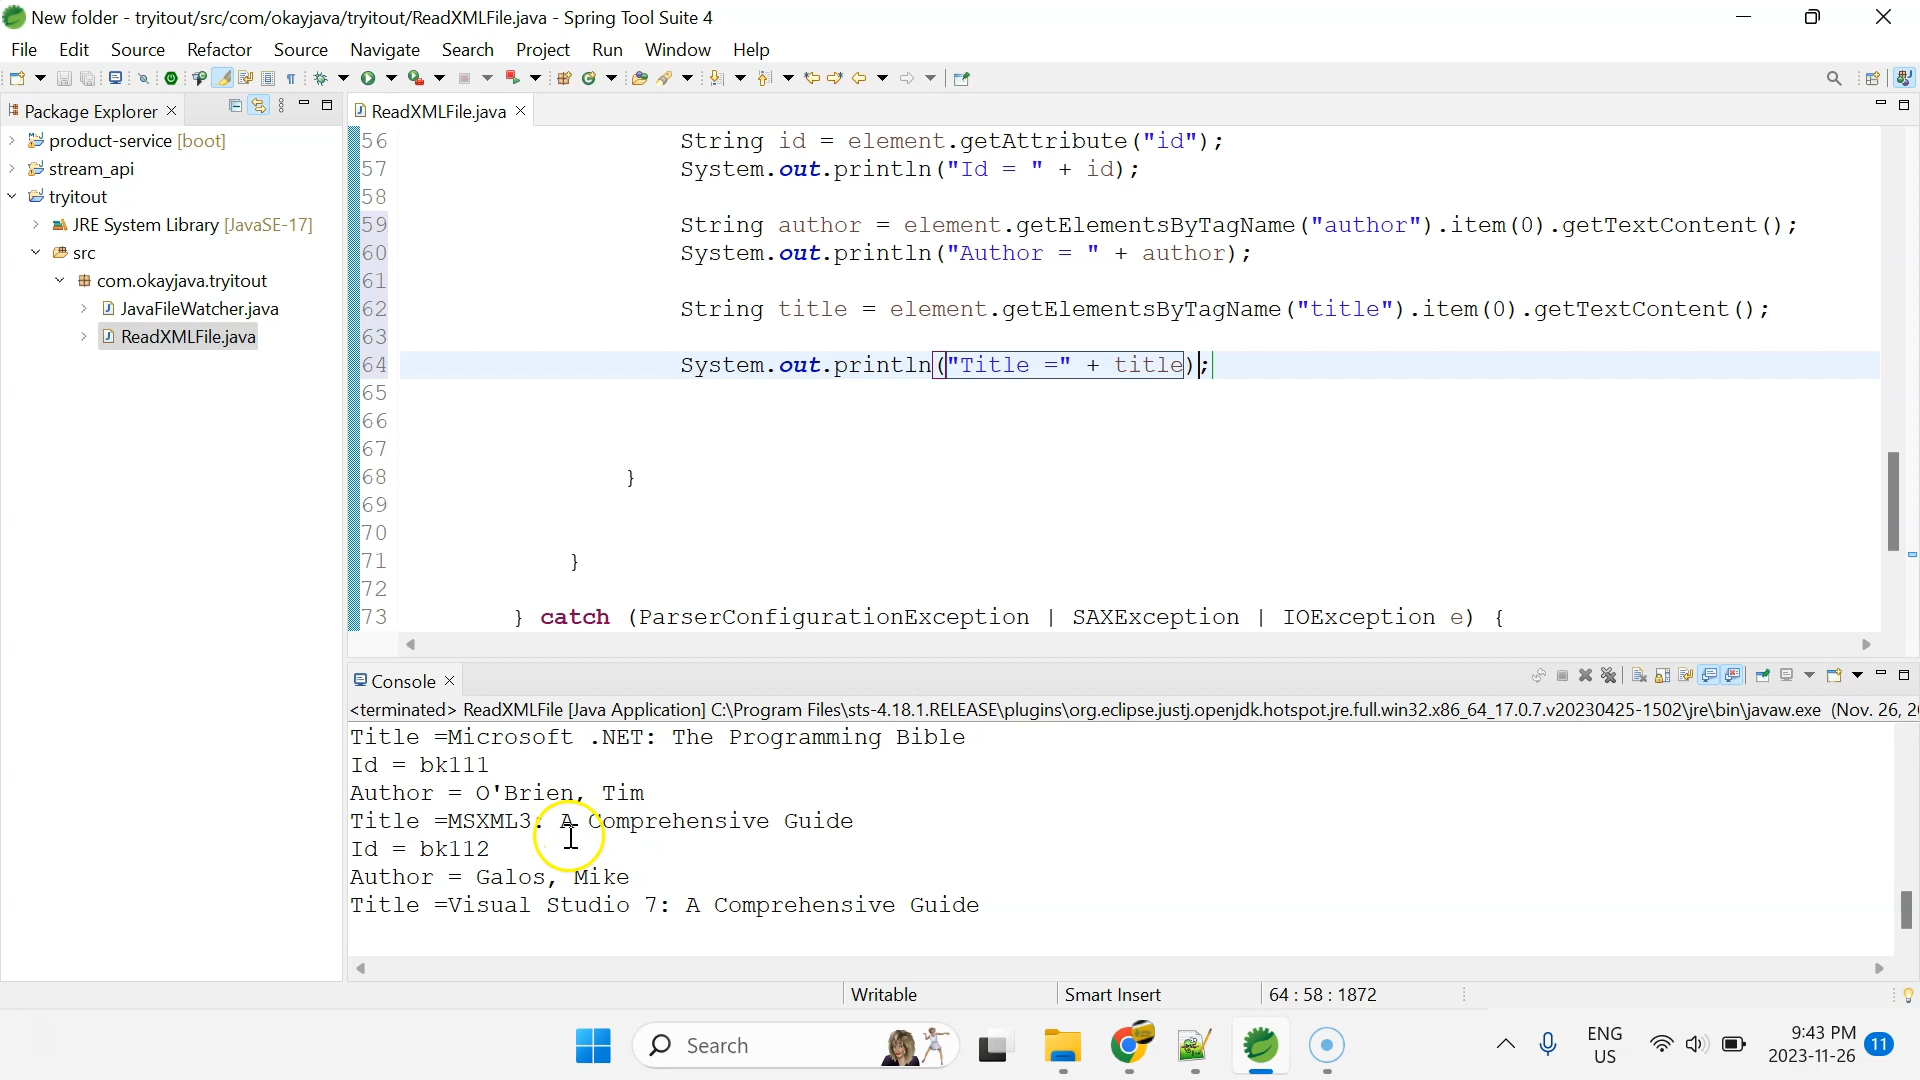 New folder - tryitout/src/com/okayjava/tryitout/ReadXMLFile.java - Spring Tool Suite 4
File Edit Source Refactor Source Navigate Search Project Run Window Help
Package Explorer
product-service [boot]
stream_api
tryitout
JRE System Library [JavaSE-17]
src
com.okayjava.tryitout
JavaFileWatcher.java
ReadXMLFile.java
ReadXMLFile.java
56 String id = element.getAttribute("id");
57 System.out.println("Id = " + id);
58
59 String author = element.getElementsByTagName("author").item(0).getTextContent();
60 System.out.println("Author = " + author);
61
62 String title = element.getElementsByTagName("title").item(0).getTextContent();
63
64 System.out.println("Title =" + title);
65
66
67
68 }
69
70
71 }
72
73 } catch (ParserConfigurationException | SAXException | IOException e) {
Console
<terminated> ReadXMLFile [Java Application] C:\Program Files\sts-4.18.1.RELEASE\plugins\org.eclipse.justj.openjdk.hotspot.jre.full.win32.x86_64_17.0.7.v20230425-1502\jre\bin\javaw.exe (Nov. 26, 2
Title =Microsoft .NET: The Programming Bible
Id = bk111
Author = O'Brien, Tim
Title =MSXML3: A Comprehensive Guide
Id = bk112
Author = Galos, Mike
Title =Visual Studio 7: A Comprehensive Guide
Writable Smart Insert 64 : 58 : 1872
Search
ENG
US
9:43 PM
2023-11-26
11